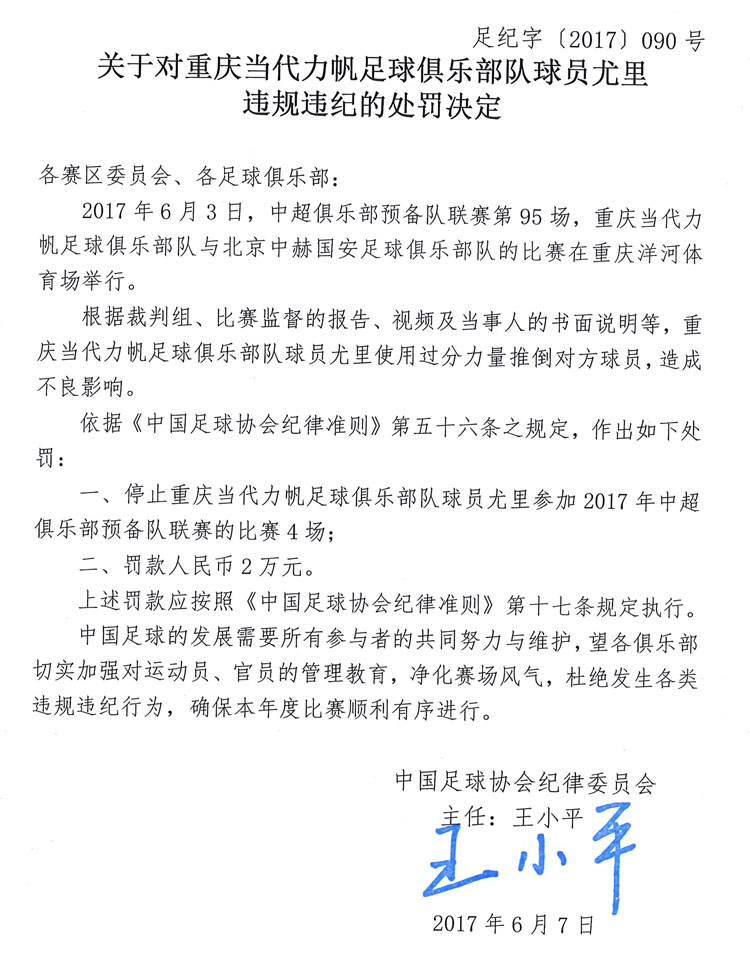 足纪字〔2017〕090 号
关于对重庆当代力帆足球俱乐部队球员尤里
违规违纪的处罚决定
各赛区委员会、各足球俱乐部：
2017 年 6 月 3 日，中超俱乐部预备队联赛第 95 场，重庆当代力
帆足球俱乐部队与北京中赫国安足球俱乐部队的比赛在重庆洋河体
育场举行。
根据裁判组、比赛监督的报告、视频及当事人的书面说明等，重
庆当代力帆足球俱乐部队球员尤里使用过分力量推倒对方球员，造成
不良影响。
依据《中国足球协会纪律准则》第五十六条之规定，作出如下处
罚：
一、停止重庆当代力帆足球俱乐部队球员尤里参加 2017 年中超
俱乐部预备队联赛的比赛 4 场；
二、罚款人民币 2 万元。
上述罚款应按照《中国足球协会纪律准则》第十七条规定执行。
中国足球的发展需要所有参与者的共同努力与维护，望各俱乐部
切实加强对运动员、官员的管理教育，净化赛场风气，杜绝发生各类
违规违纪行为，确保本年度比赛顺利有序进行。
中国足球协会纪律委员会
主任：王小平
王小平
2017 年 6 月 7 日